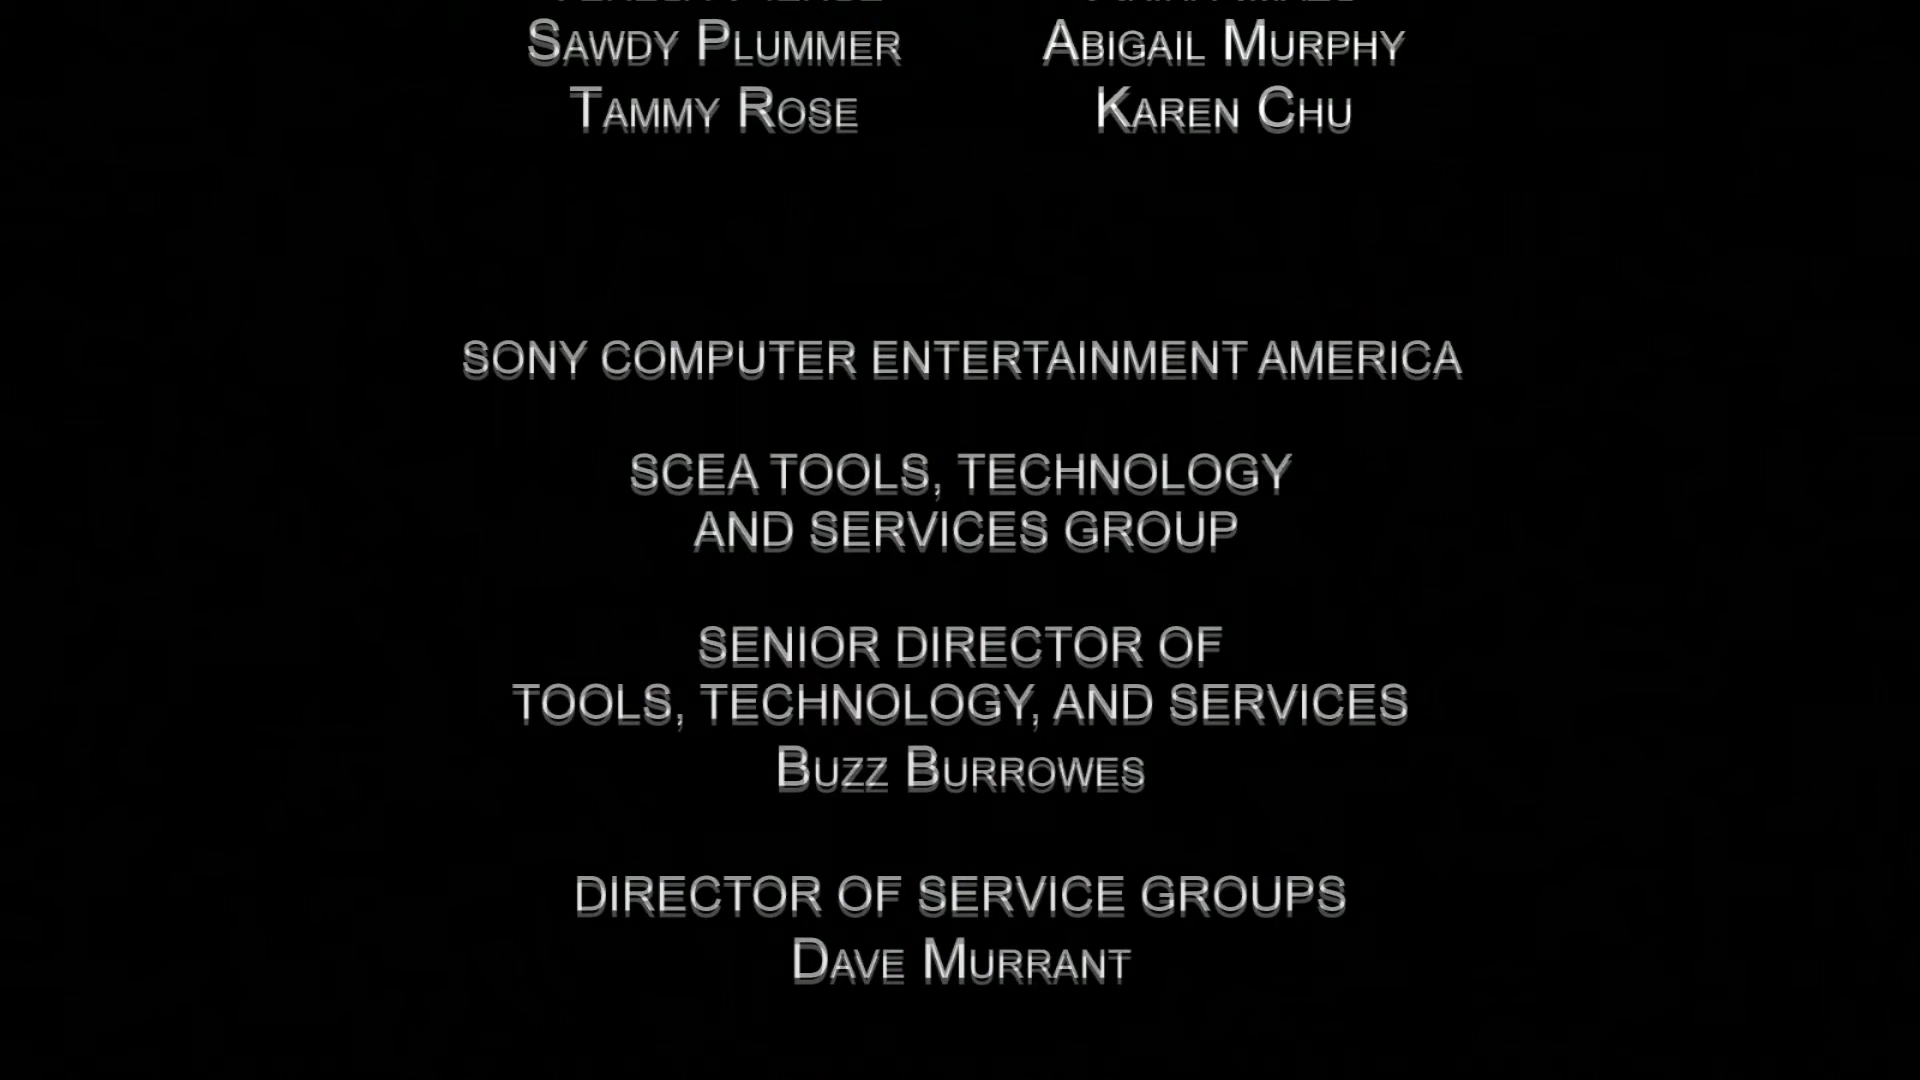 Sawdy Plummer Abigail Murphy
Tammy Rose Karen Chu
SONY COMPUTER ENTERTAINMENT AMERICA
SCEA TOOLS, TECHNOLOGY
AND SERVICES GROUP
SENIOR DIRECTOR OF
TOOLS, TECHNOLOGY, AND SERVICES
Buzz Burrowes
DIRECTOR OF SERVICE GROUPS
Dave Murrant